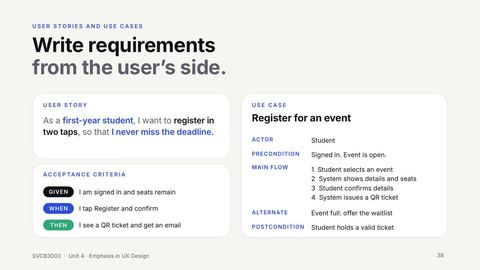 USER STORIES AND USE CASES
Write requirements
from the user’s side.
USER STORY
As a first-year student, I want to register in
two taps, so that I never miss the deadline.
ACCEPTANCE CRITERIA
GIVEN I am signed in and seats remain
WHEN I tap Register and confirm
THEN I see a QR ticket and get an email
USE CASE
Register for an event
ACTOR Student
PRECONDITION Signed in. Event is open.
MAIN FLOW 1 Student selects an event
2 System shows details and seats
3 Student confirms details
4 System issues a QR ticket
ALTERNATE Event full: offer the waitlist
POSTCONDITION Student holds a valid ticket
SVCB3003 · Unit 4 · Emphasis in UX Design
38